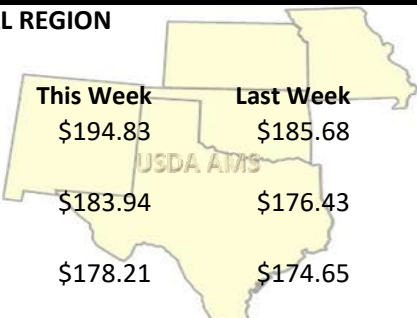 L REGION
This Week Last Week
$194.83 $185.68
USDA AMS
$183.94 $176.43
$178.21 $174.65